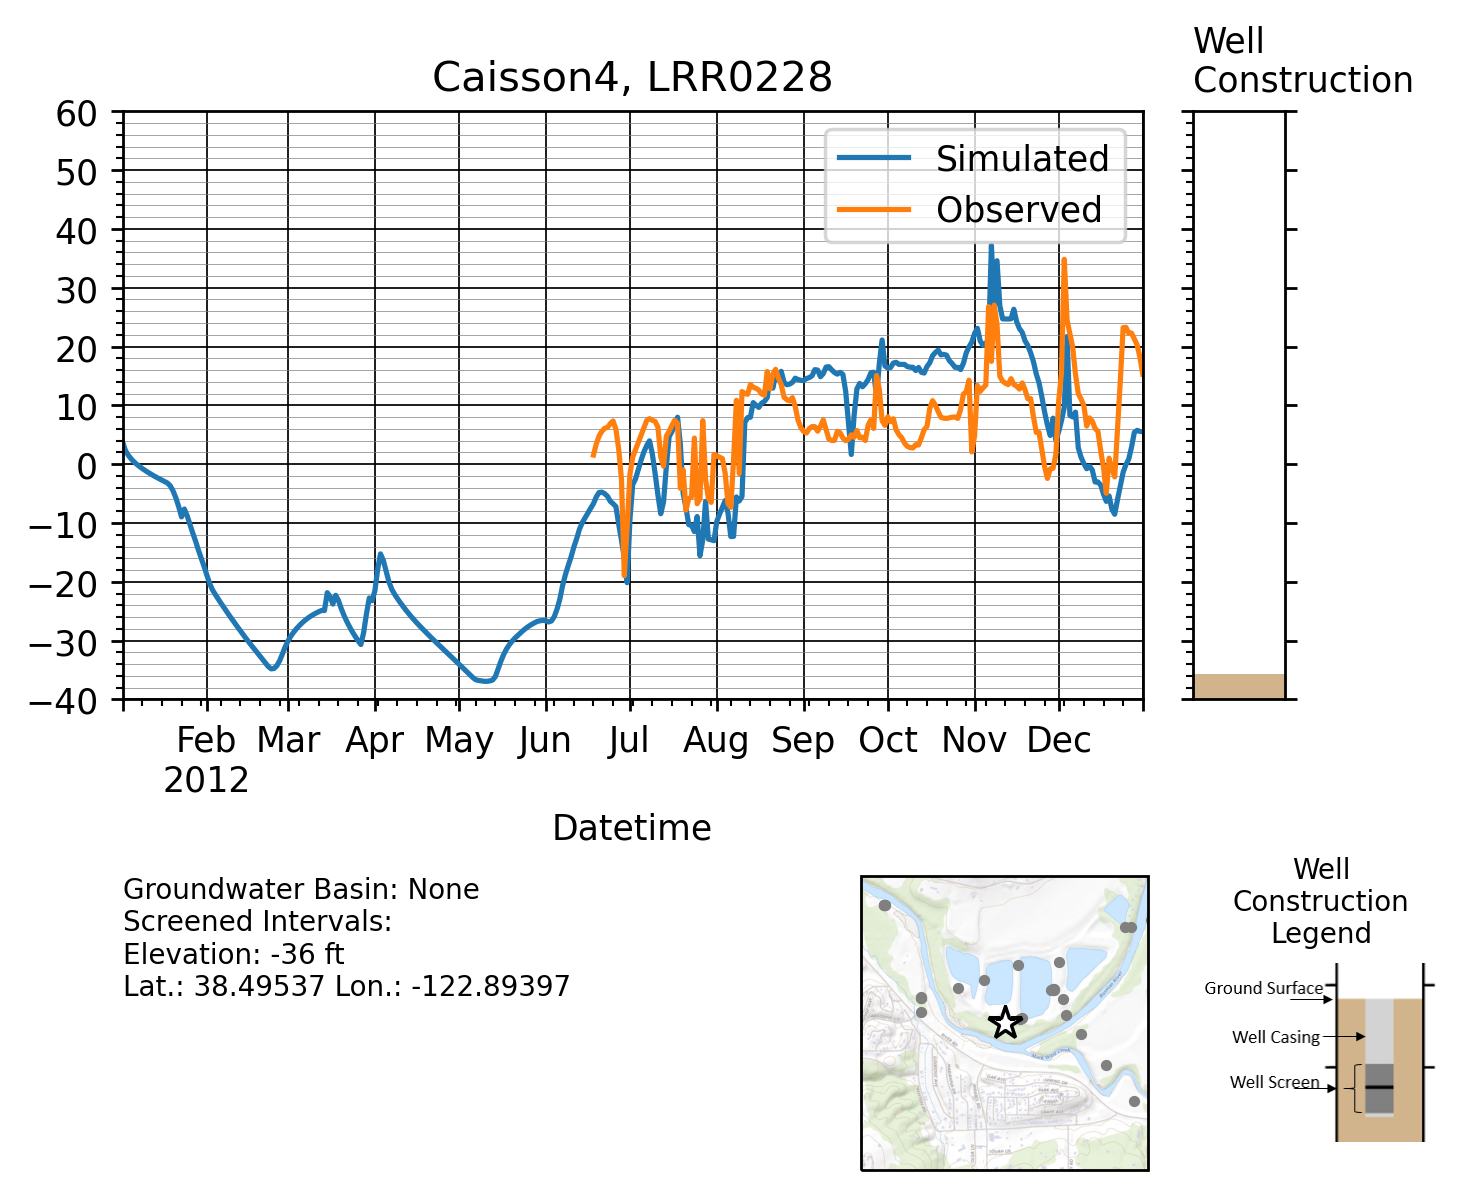 Well
Construction
Caisson4, LRR0228
Simulated
Observed
60
50
40
30
20
10
0
−10
−20
−30
−40
Feb Mar Apr May Jun Jul Aug Sep Oct Nov Dec
2012
Datetime
Groundwater Basin: None
Screened Intervals:
Elevation: -36 ft
Lat.: 38.49537 Lon.: -122.89397
Well
Construction
Legend
Ground Surface
Well Casing
Well Screen